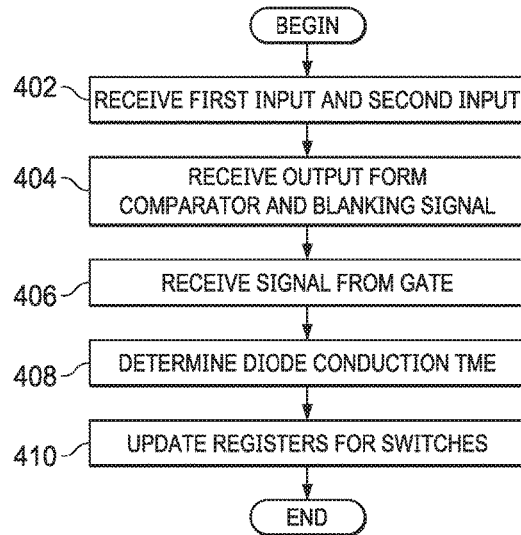 BEGIN
402 RECEIVE FIRST INPUT AND SECOND INPUT
404 RECEIVE OUTPUT FORM
COMPARATOR AND BLANKING SIGNAL
406 RECEIVE SIGNAL FROM GATE
408 DETERMINE DIODE CONDUCTION TME
410 UPDATE REGISTERS FOR SWITCHES
END